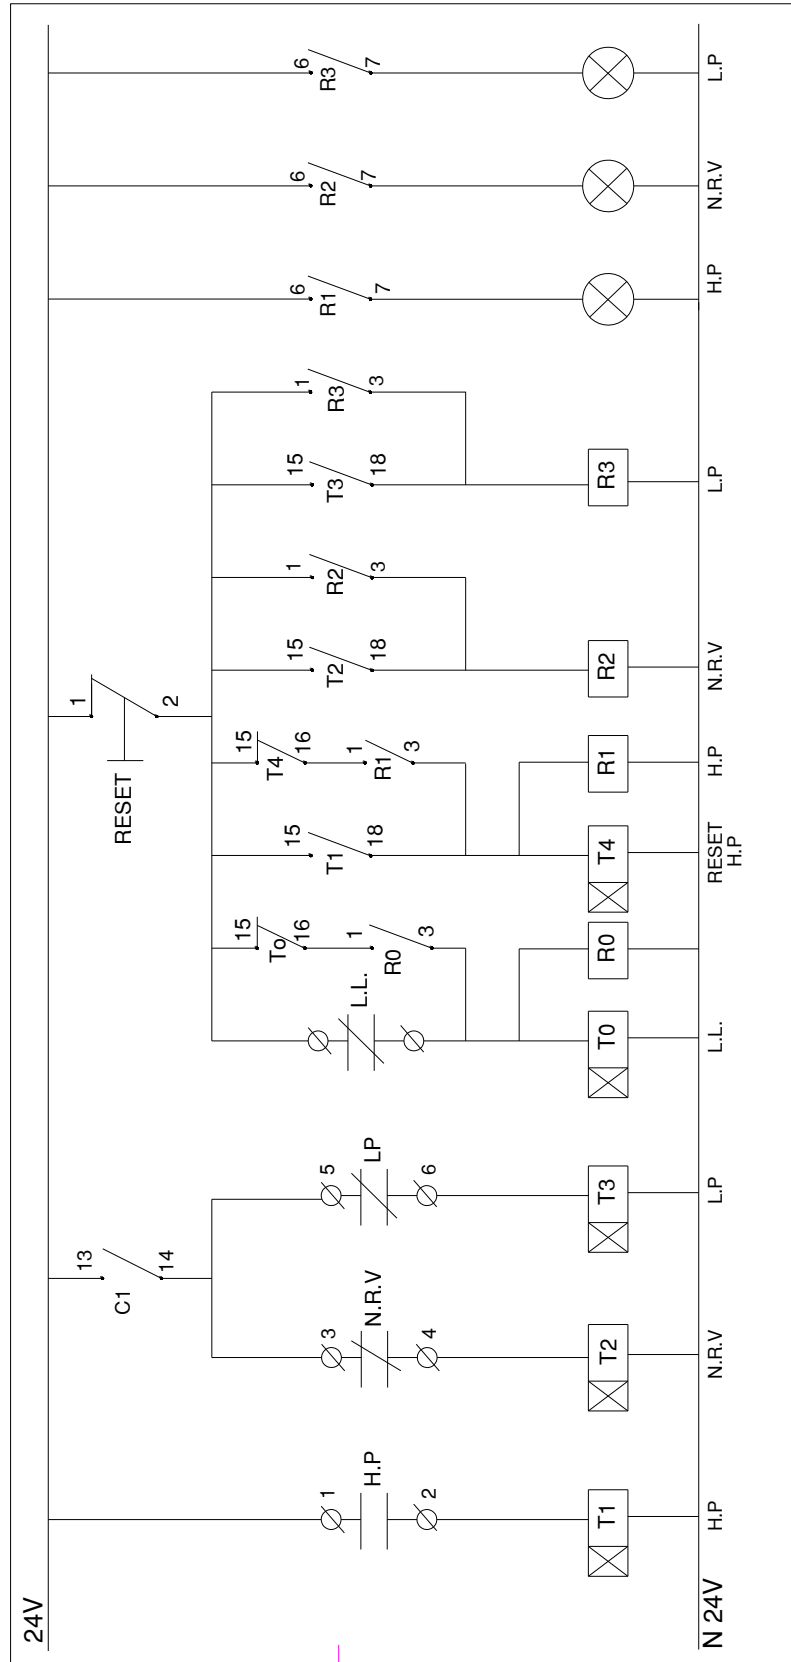 24V
N 24V
1
H.P
2
T1
H.P
3
N.R.V
4
T2
N.R.V
13
C1
14
5
LP
6
T3
L.P
L.L.
T0
L.L.
15
To
16
1
R0
3
R0
15
T1
18
T4
RESET
H.P
15
T4
16
1
R1
3
R1
H.P
1
RESET
2
15
T2
18
R2
N.R.V
1
R2
3
15
T3
18
R3
L.P
1
R3
3
6
R1
7
H.P
6
R2
7
N.R.V
6
R3
7
L.P